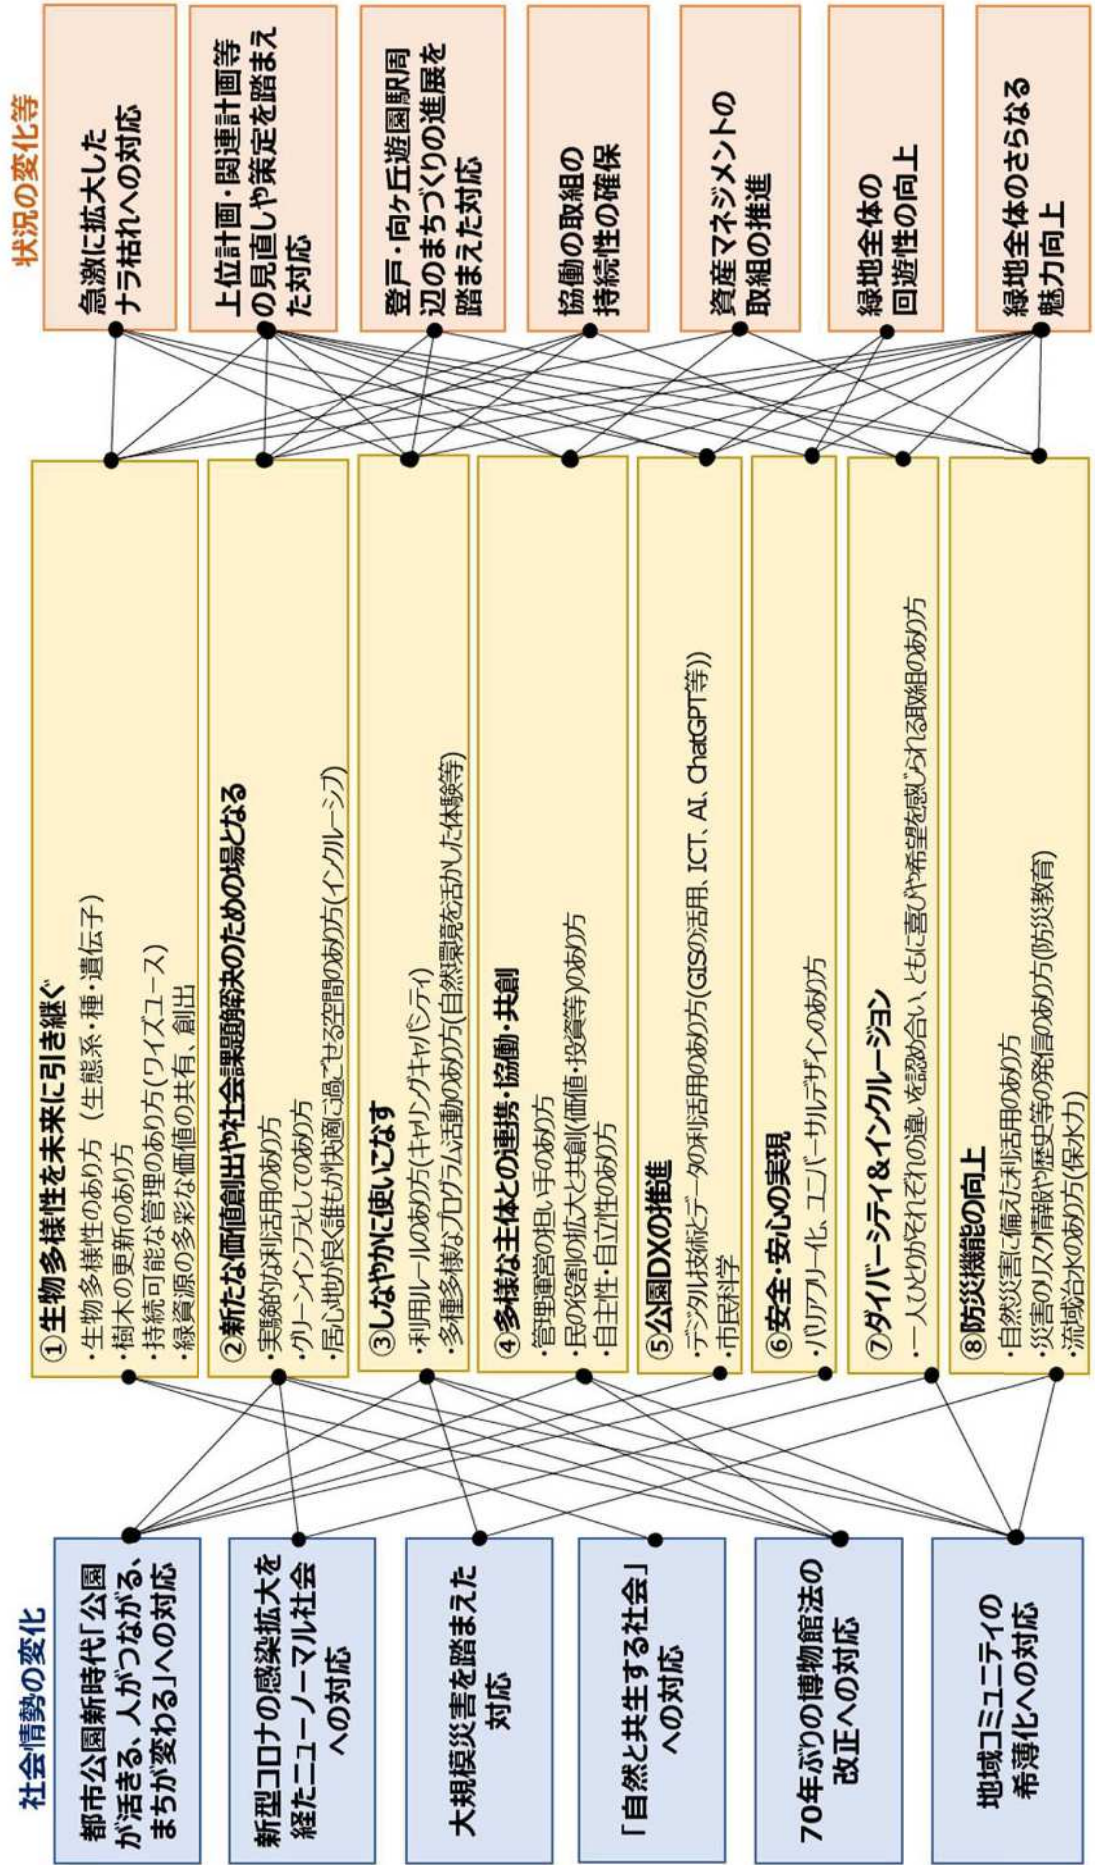 社会情勢の変化
都市公園新時代「公園
が活きる、人がつながる、
まちが変わる」への対応
新型コロナの感染拡大を
経たニューノーマル社会
への対応
大規模災害を踏まえた
対応
「自然と共生する社会」
への対応
70年ぶりの博物館法の
改正への対応
地域コミュニティの
希薄化への対応
①生物多様性を未来に引き継ぐ
・生物多様性のあり方（生態系・種・遺伝子）
・樹木の更新のあり方
・持続可能な管理のあり方(ワイズユース)
・緑資源の多彩な価値の共有、創出
②新たな価値創出や社会課題解決のための場となる
・実験的な利活用のあり方
・グリーンインフラとしてのあり方
・居心地が良く誰もが快適に過ごせる空間のあり方(インクルーシブ)
③しなやかに使いこなす
・利用ルールのあり方(キャリングキャパシティ)
・多種多様なプログラム活動のあり方(自然環境を活かした体験等)
④多様な主体との連携・協働・共創
・管理運営の担い手のあり方
・民の役割の拡大と共創(価値・投資等)のあり方
・自主性・自立性のあり方
⑤公園DXの推進
・デジタル技術とデータの利活用のあり方(GISの活用、ICT、AI、ChatGPT等))
・市民科学
⑥安全・安心の実現
・バリアフリー化、ユニバーサルデザインのあり方
⑦ダイバーシティ＆インクルージョン
・一人ひとりがそれぞれの違いを認め合い、ともに喜びや希望を感じられる取組のあり方
⑧防災機能の向上
・自然災害に備えた利活用のあり方
・災害のリスク情報や歴史等の発信のあり方(防災教育)
・流域治水のあり方(保水力)
状況の変化等
急激に拡大した
ナラ枯れへの対応
上位計画・関連計画等
の見直しや策定を踏まえ
た対応
登戸・向ヶ丘遊園駅周
辺のまちづくりの進展を
踏まえた対応
協働の取組の
持続性の確保
資産マネジメントの
取組の推進
緑地全体の
回遊性の向上
緑地全体のさらなる
魅力向上